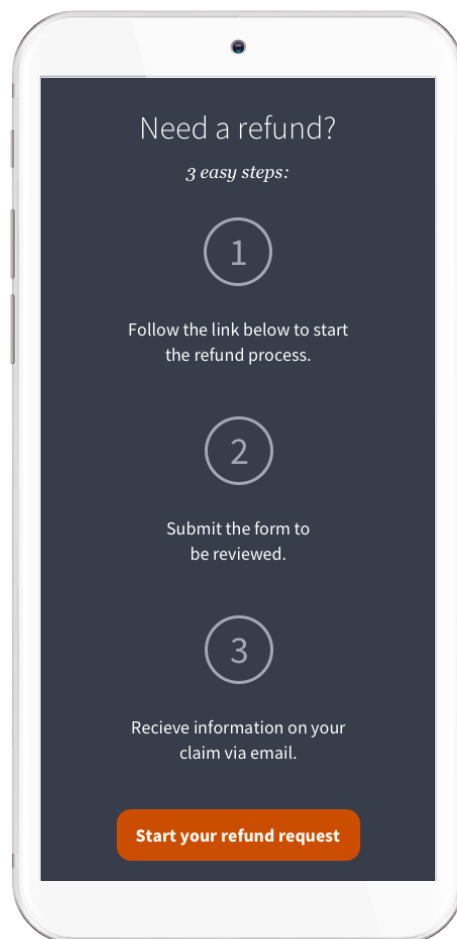 Need a refund?
3 easy steps:
1
Follow the link below to start
the refund process.
2
Submit the form to
be reviewed.
3
Recieve information on your
claim via email.
Start your refund request